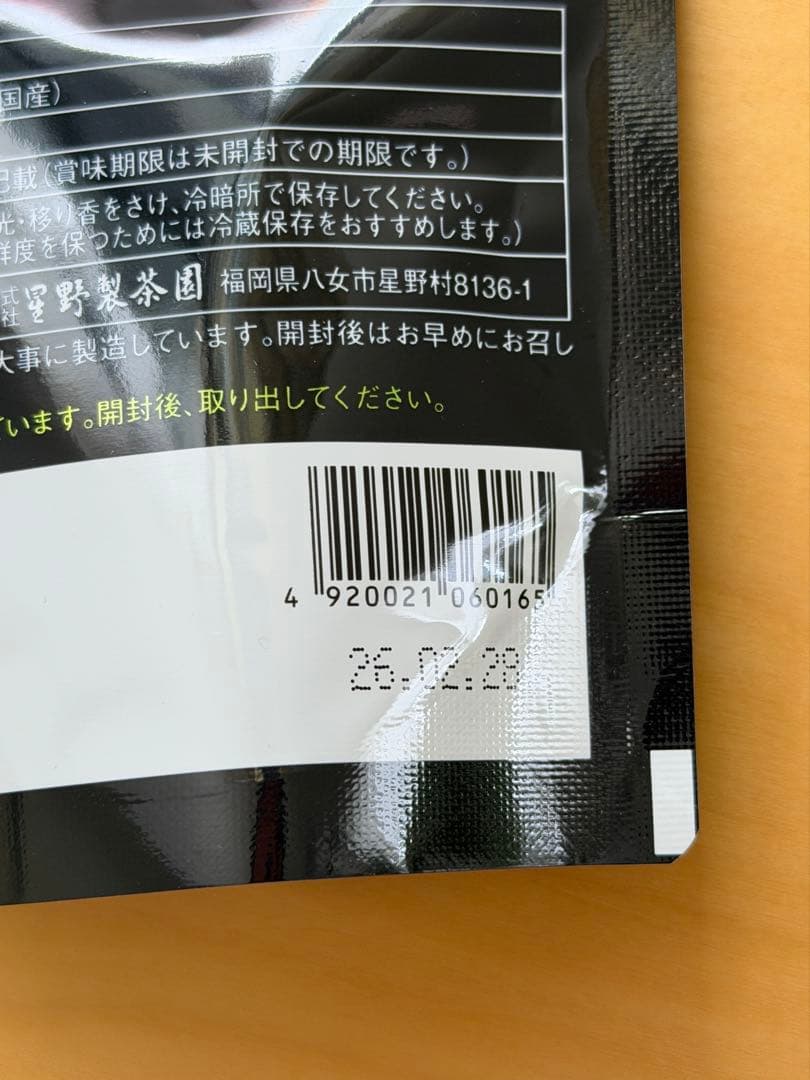 国産)
記載(賞味期限は未開封での期限です。)
光・移り香をさけ、冷暗所で保存してください。
鮮度を保つためには冷蔵保存をおすすめします。)
式
社 星野製茶園 福岡県八女市星野村8136-1
大事に製造しています。開封後はお早めにお召し
います。開封後、取り出してください。
4 920021 060165
26.02.28